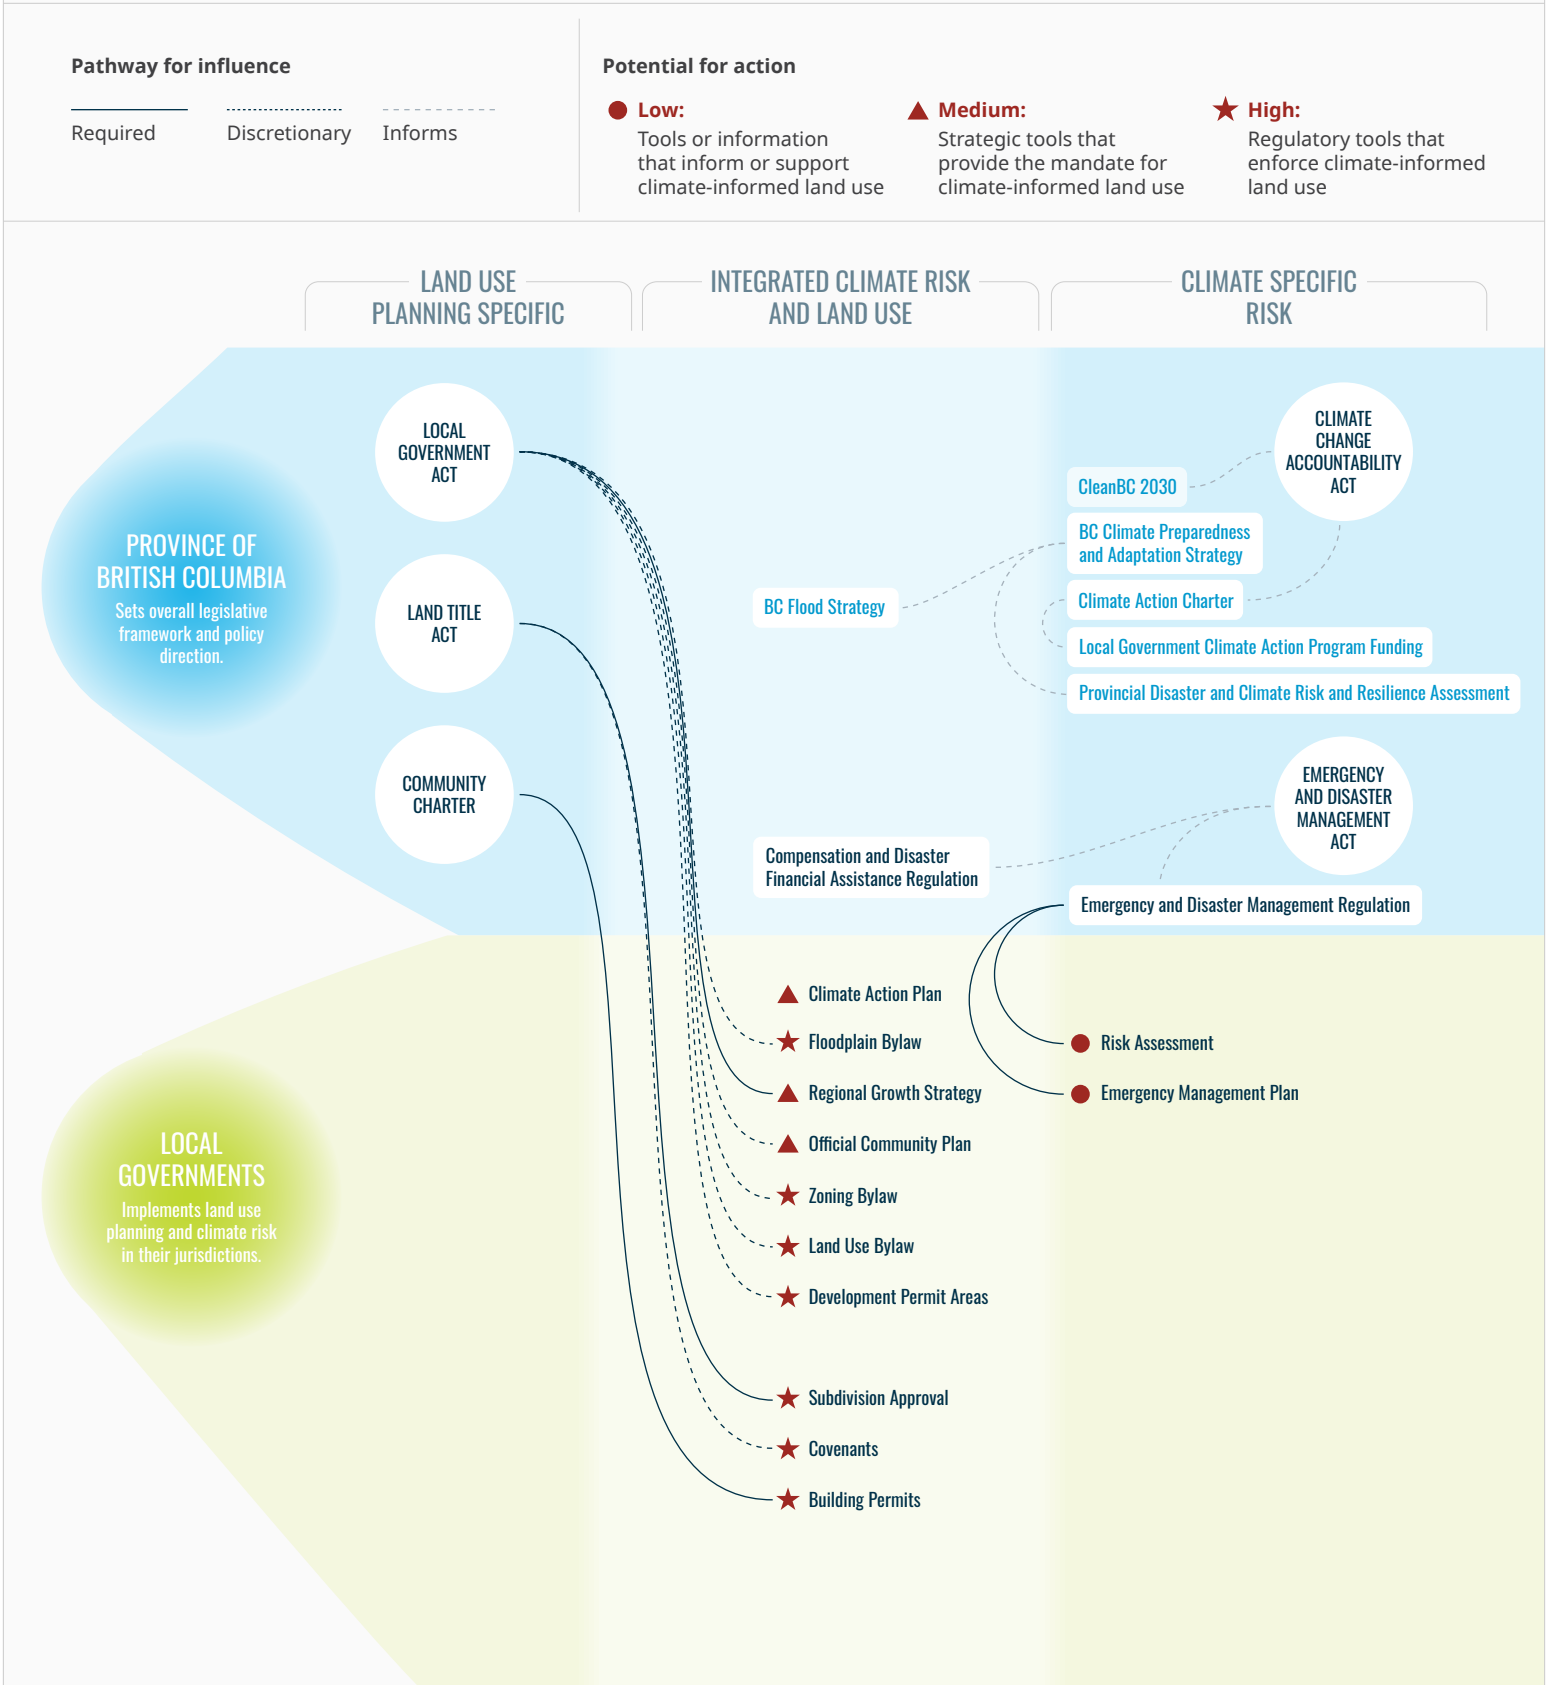 Pathway for influence
Required
Discretionary
Informs
Potential for action
Low:
Tools or information
that inform or support
climate-informed land use
Medium:
Strategic tools that
provide the mandate for
climate-informed land use
High:
Regulatory tools that
enforce climate-informed
land use
LAND USE
PLANNING SPECIFIC
INTEGRATED CLIMATE RISK
AND LAND USE
CLIMATE SPECIFIC
RISK
PROVINCE OF
BRITISH COLUMBIA
Sets overall legislative
framework and policy
direction.
LOCAL
GOVERNMENT
ACT
LAND TITLE
ACT
COMMUNITY
CHARTER
BC Flood Strategy
Compensation and Disaster
Financial Assistance Regulation
CLIMATE
CHANGE
ACCOUNTABILITY
ACT
CleanBC 2030
BC Climate Preparedness
and Adaptation Strategy
Climate Action Charter
Local Government Climate Action Program Funding
Provincial Disaster and Climate Risk and Resilience Assessment
EMERGENCY
AND DISASTER
MANAGEMENT
ACT
Emergency and Disaster Management Regulation
LOCAL
GOVERNMENTS
Implements land use
planning and climate risk
in their jurisdictions.
Climate Action Plan
Floodplain Bylaw
Regional Growth Strategy
Official Community Plan
Zoning Bylaw
Land Use Bylaw
Development Permit Areas
Subdivision Approval
Covenants
Building Permits
Risk Assessment
Emergency Management Plan